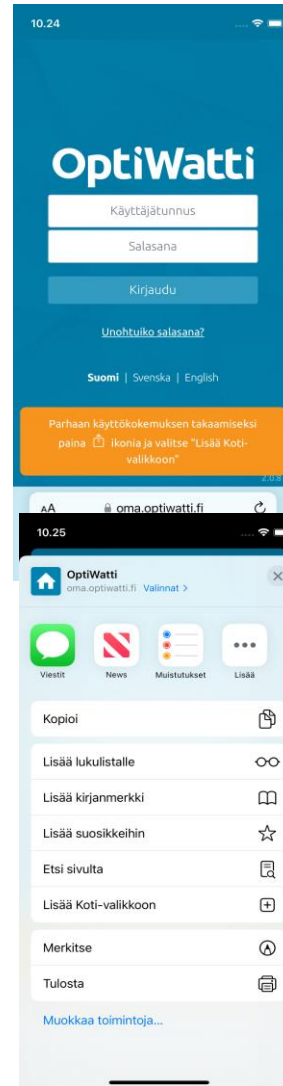 10.24
OptiWatti
Käyttäjätunnus
Salasana
Kirjaudu
Unohtuiko salasana?
Suomi | Svenska | English
Parhaan käyttökokemuksen takaamiseksi
paina ikonia ja valitse "Lisää Koti-
valikkoon"
2.0.8
AA oma.optiwatti.fi
10.25
OptiWatti
oma.optiwatti.fi Valinnat >
Viestit News Muistutukset Lisää
Kopioi
Lisää lukulistalle
Lisää kirjanmerkki
Lisää suosikkeihin
Etsi sivulta
Lisää Koti-valikkoon
Merkitse
Tulosta
Muokkaa toimintoja...